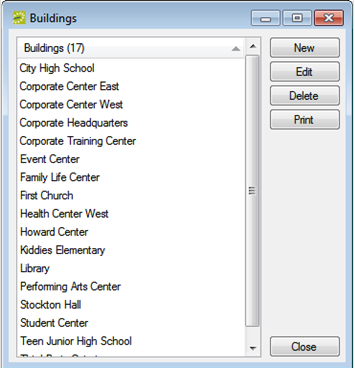 Buildings
Buildings (17)
New
City High School
Edit
Corporate Center East
Delete
Corporate Center West
Print
Corporate Headquarters
Corporate Training Center
Event Center
Family Life Center
First Church
Health Center West
Howard Center
Kiddies Elementary
Library
Performing Arts Center
Stockton Hall
Student Center
Teen Junior High School
Close